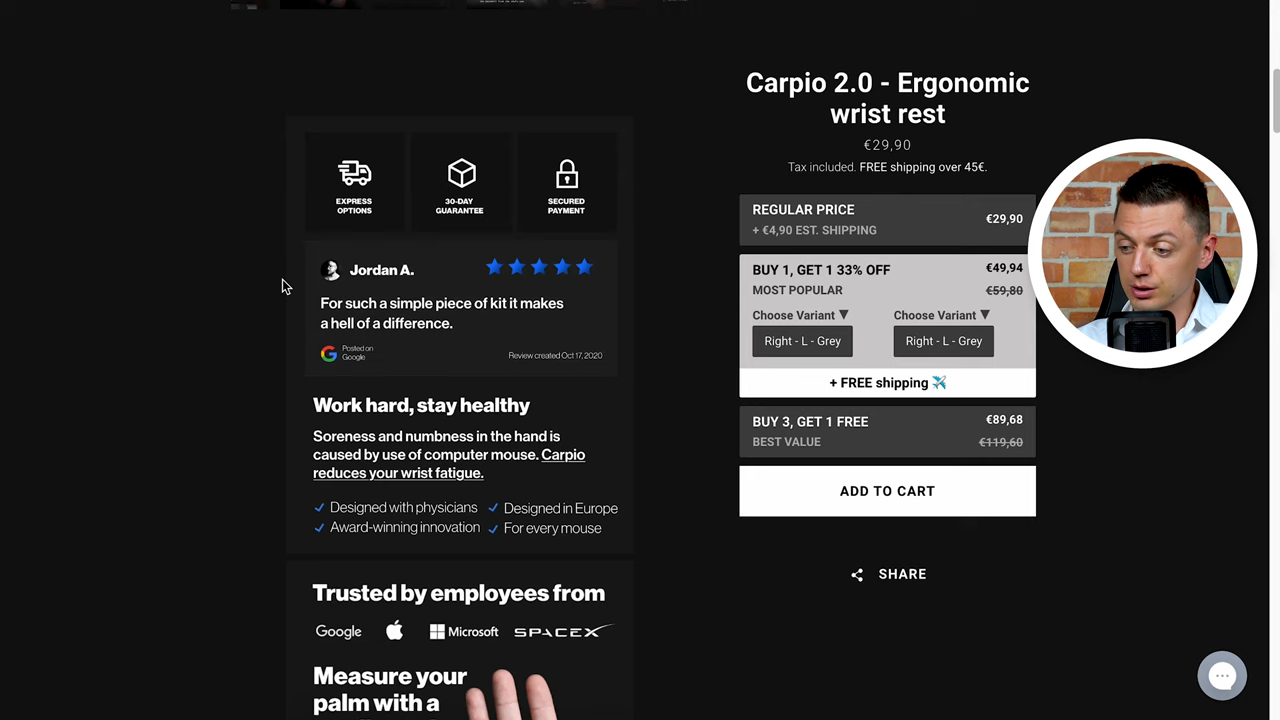 EXPRESS
OPTIONS
30-DAY
GUARANTEE
SECURED
PAYMENT
Jordan A.
For such a simple piece of kit it makes
a hell of a difference.
Posted on
Google
Review created Oct 17, 2020
Work hard, stay healthy
Soreness and numbness in the hand is
caused by use of computer mouse. Carpio
reduces your wrist fatigue.
Designed with physicians
Designed in Europe
Award-winning innovation
For every mouse
Trusted by employees from
Google
Microsoft
SPACEX
Measure your
palm with a
Carpio 2.0 - Ergonomic
wrist rest
€29,90
Tax included. FREE shipping over 45€.
REGULAR PRICE
€29,90
+ €4,90 EST. SHIPPING
BUY 1, GET 1 33% OFF
€49,94
MOST POPULAR
€59,80
Choose Variant ▼
Choose Variant ▼
Right - L - Grey
Right - L - Grey
+ FREE shipping ✈️
BUY 3, GET 1 FREE
€89,68
BEST VALUE
€119,60
ADD TO CART
SHARE